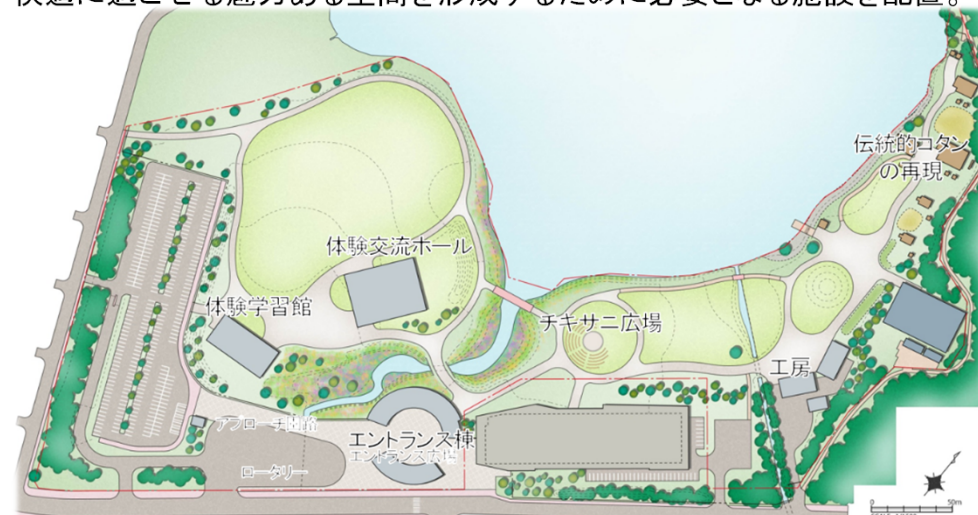 快適に過ごせる魅力ある空間を形成するために必要となる施設を配置。
伝統的コタン
の再現
体験交流ホール
体験学習館
チキサニ広場
工房
アプローチ園路
エントランス棟
エントランス広場
ロータリー
0
50m